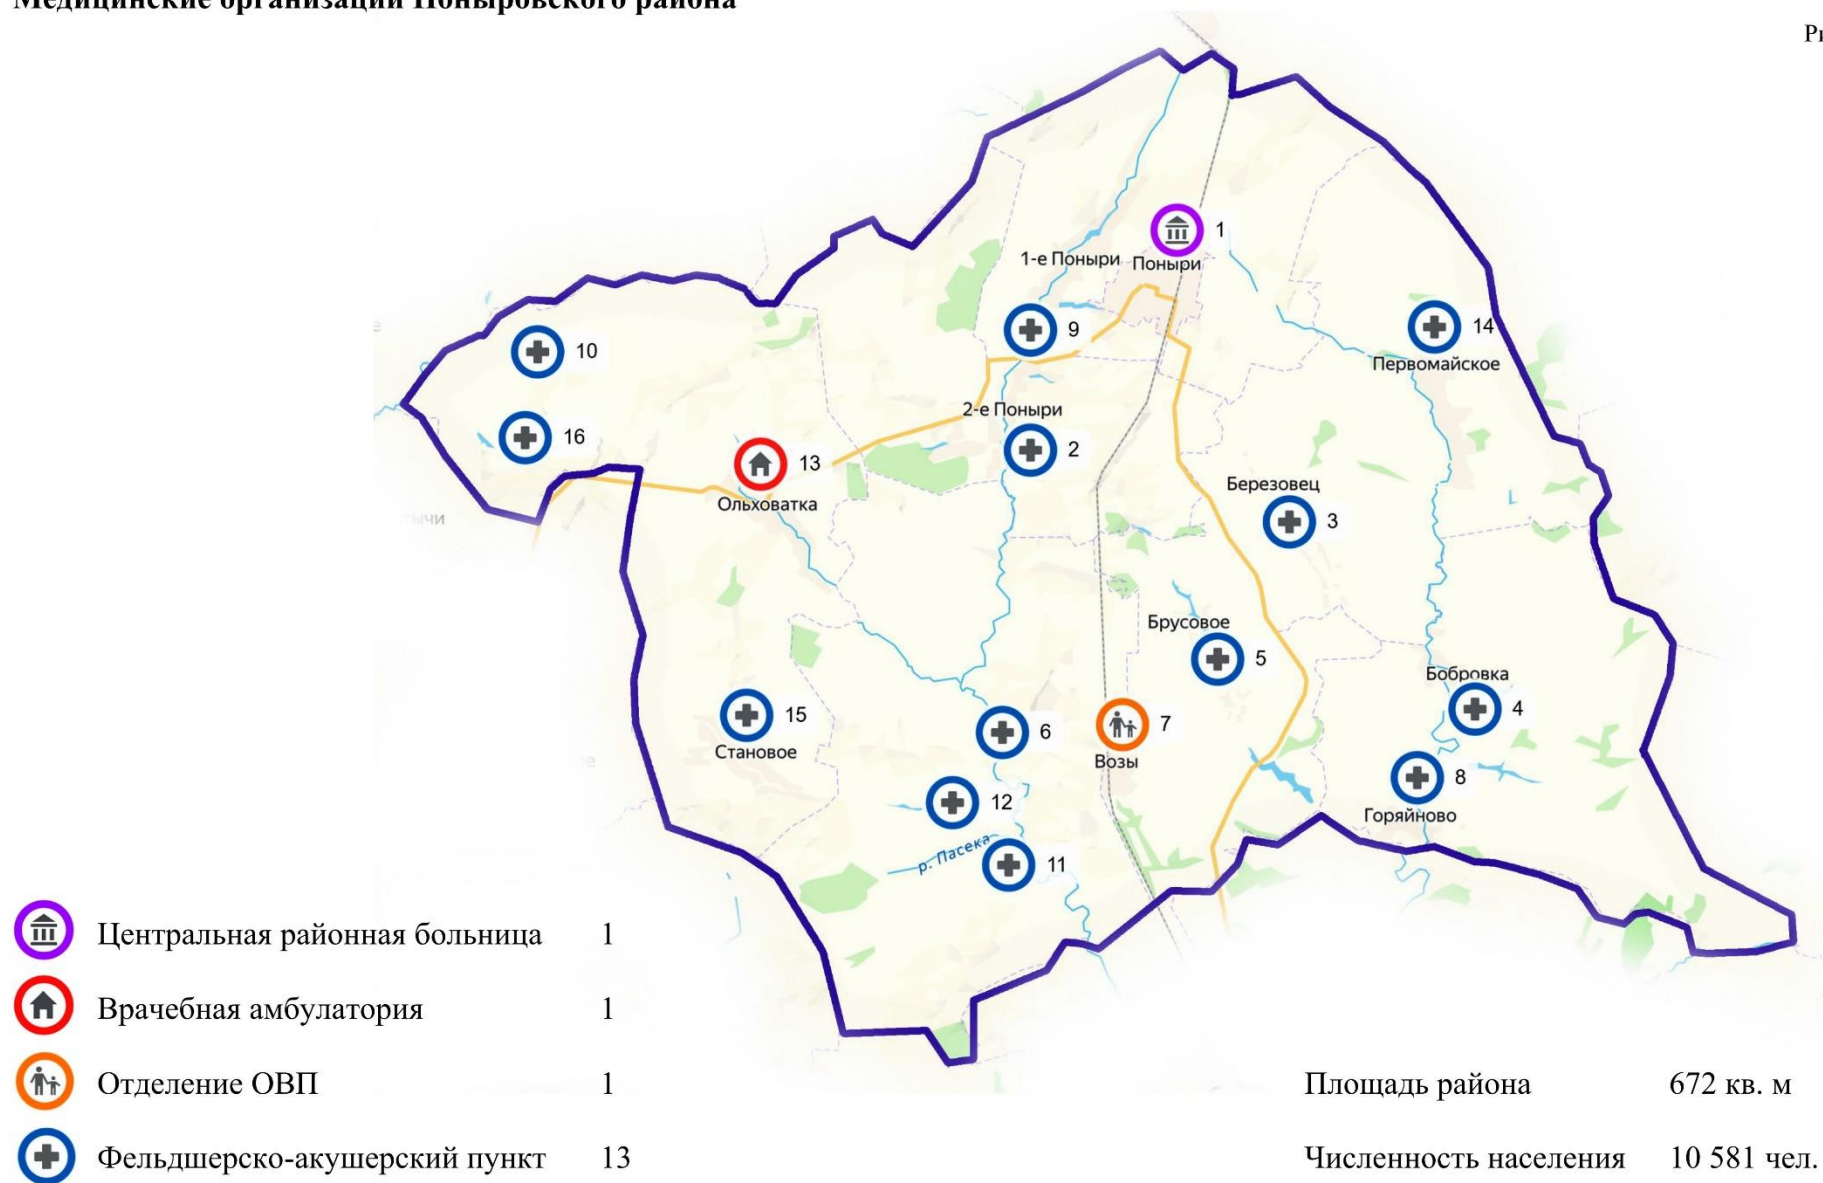 Медицинские организации Поныровского района
1
1-е Поныри
Поныри
9
14
Первомайское
10
2-е Поныри
2
16
13
Ольховатка
Березовец
3
Брусовое
5
Бобровка
4
15
Становое
6
7
Возы
8
Горяйново
12
р. Пасека
11
Центральная районная больница 1
Врачебная амбулатория 1
Отделение ОВП 1
Площадь района 672 кв. м
Фельдшерско-акушерский пункт 13
Численность населения 10 581 чел.